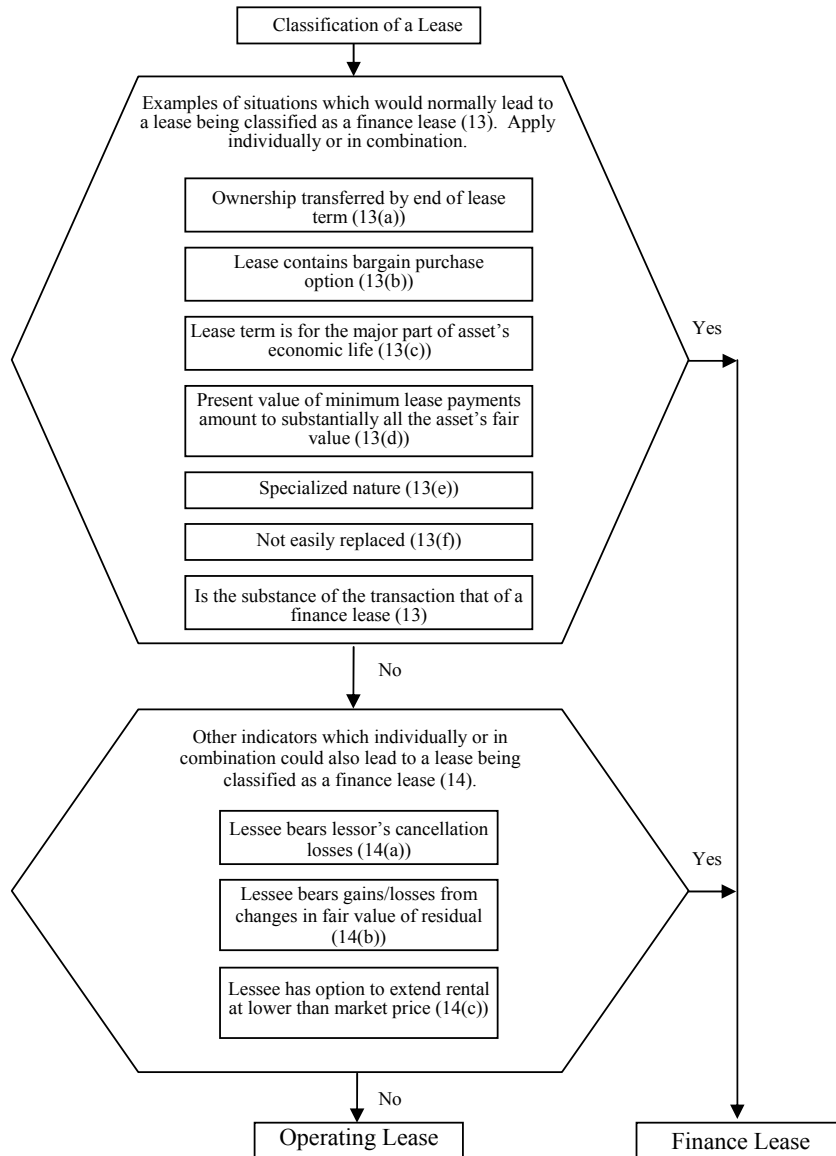 Classification of a Lease
Examples of situations which would normally lead to
a lease being classified as a finance lease (13). Apply
individually or in combination.
Ownership transferred by end of lease
term (13(a))
Lease contains bargain purchase
option (13(b))
Lease term is for the major part of asset's
economic life (13(c))
Yes
Present value of minimum lease payments
amount to substantially all the asset's fair
value (13(d))
Specialized nature (13(e))
Not easily replaced (13(f))
Is the substance of the transaction that of a
finance lease (13)
No
Other indicators which individually or in
combination could also lead to a lease being
classified as a finance lease (14).
Lessee bears lessor's cancellation
losses (14(a))
Yes
Lessee bears gains/losses from
changes in fair value of residual
(14(b))
Lessee has option to extend rental
at lower than market price (14(c))
No
Operating Lease
Finance Lease